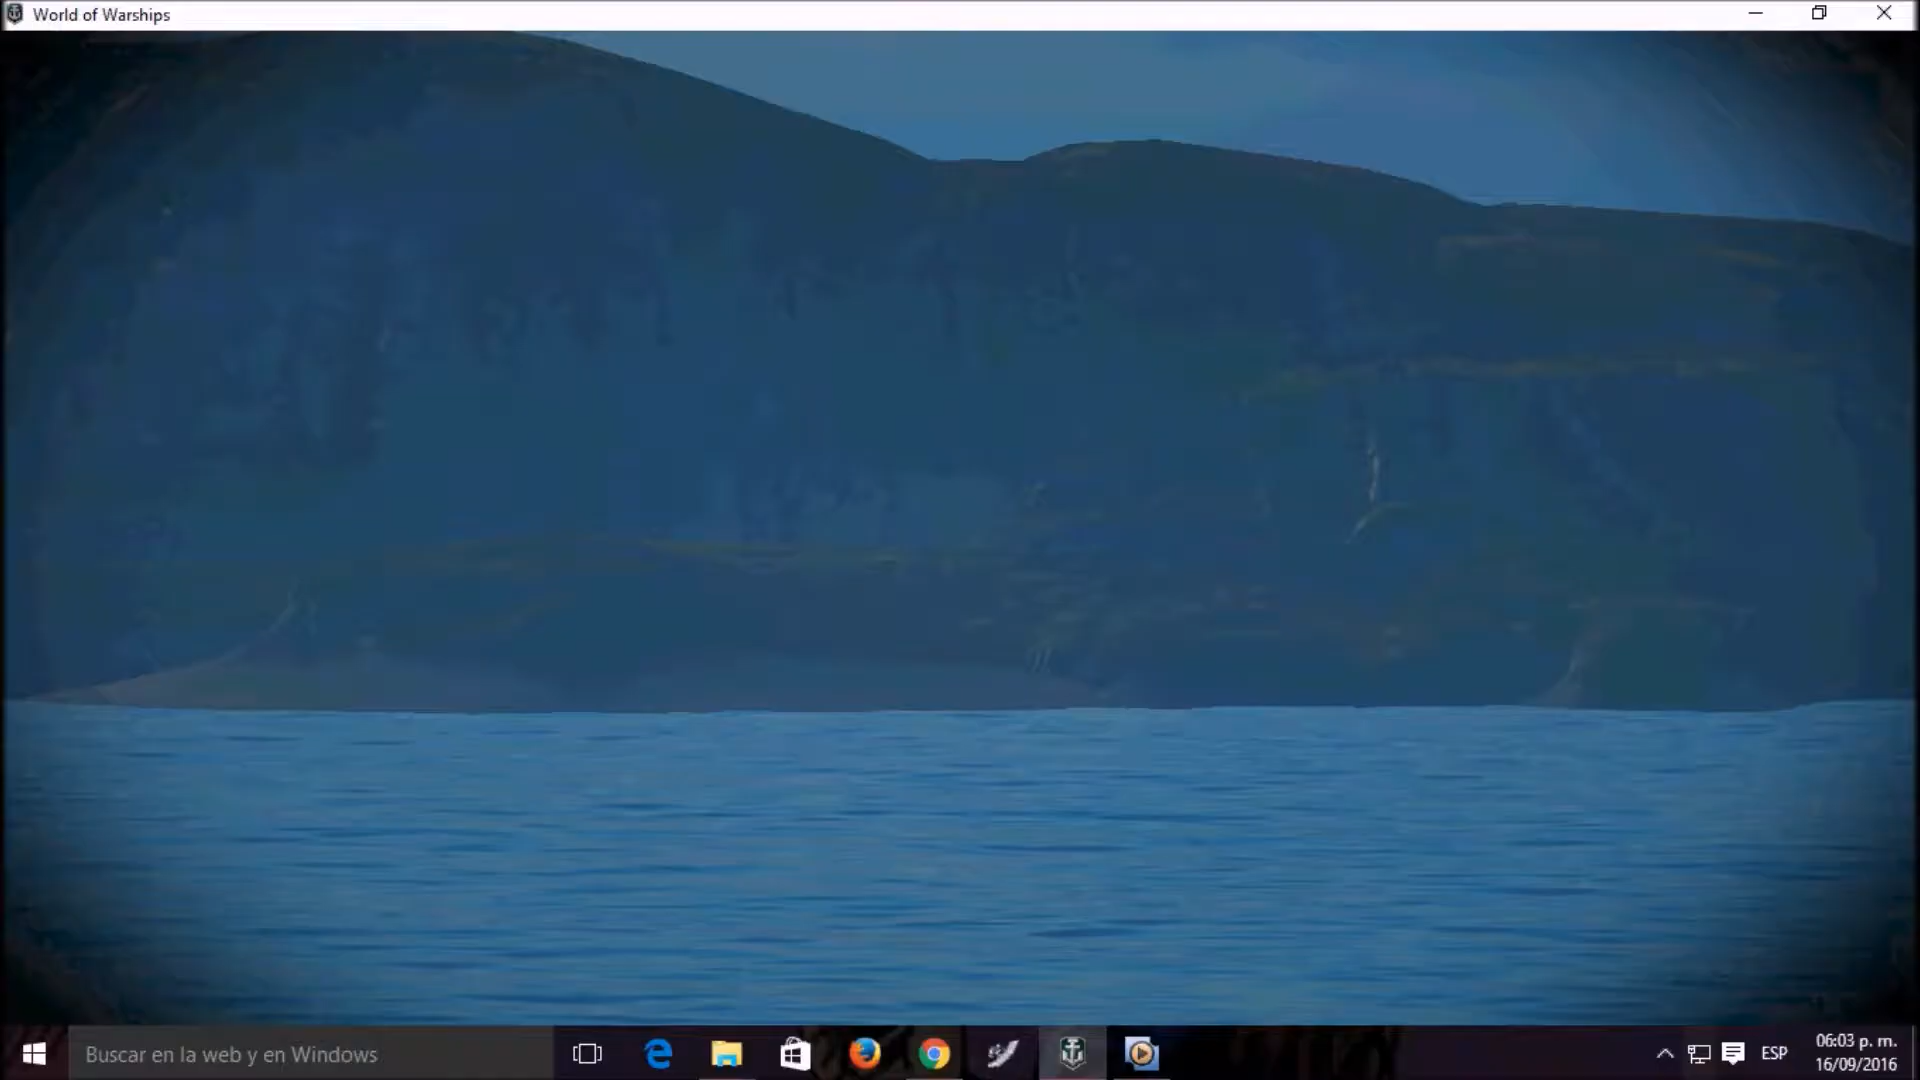 World of Warships
Buscar en la web y en Windows
ESP
06:03 p. m.
16/09/2016